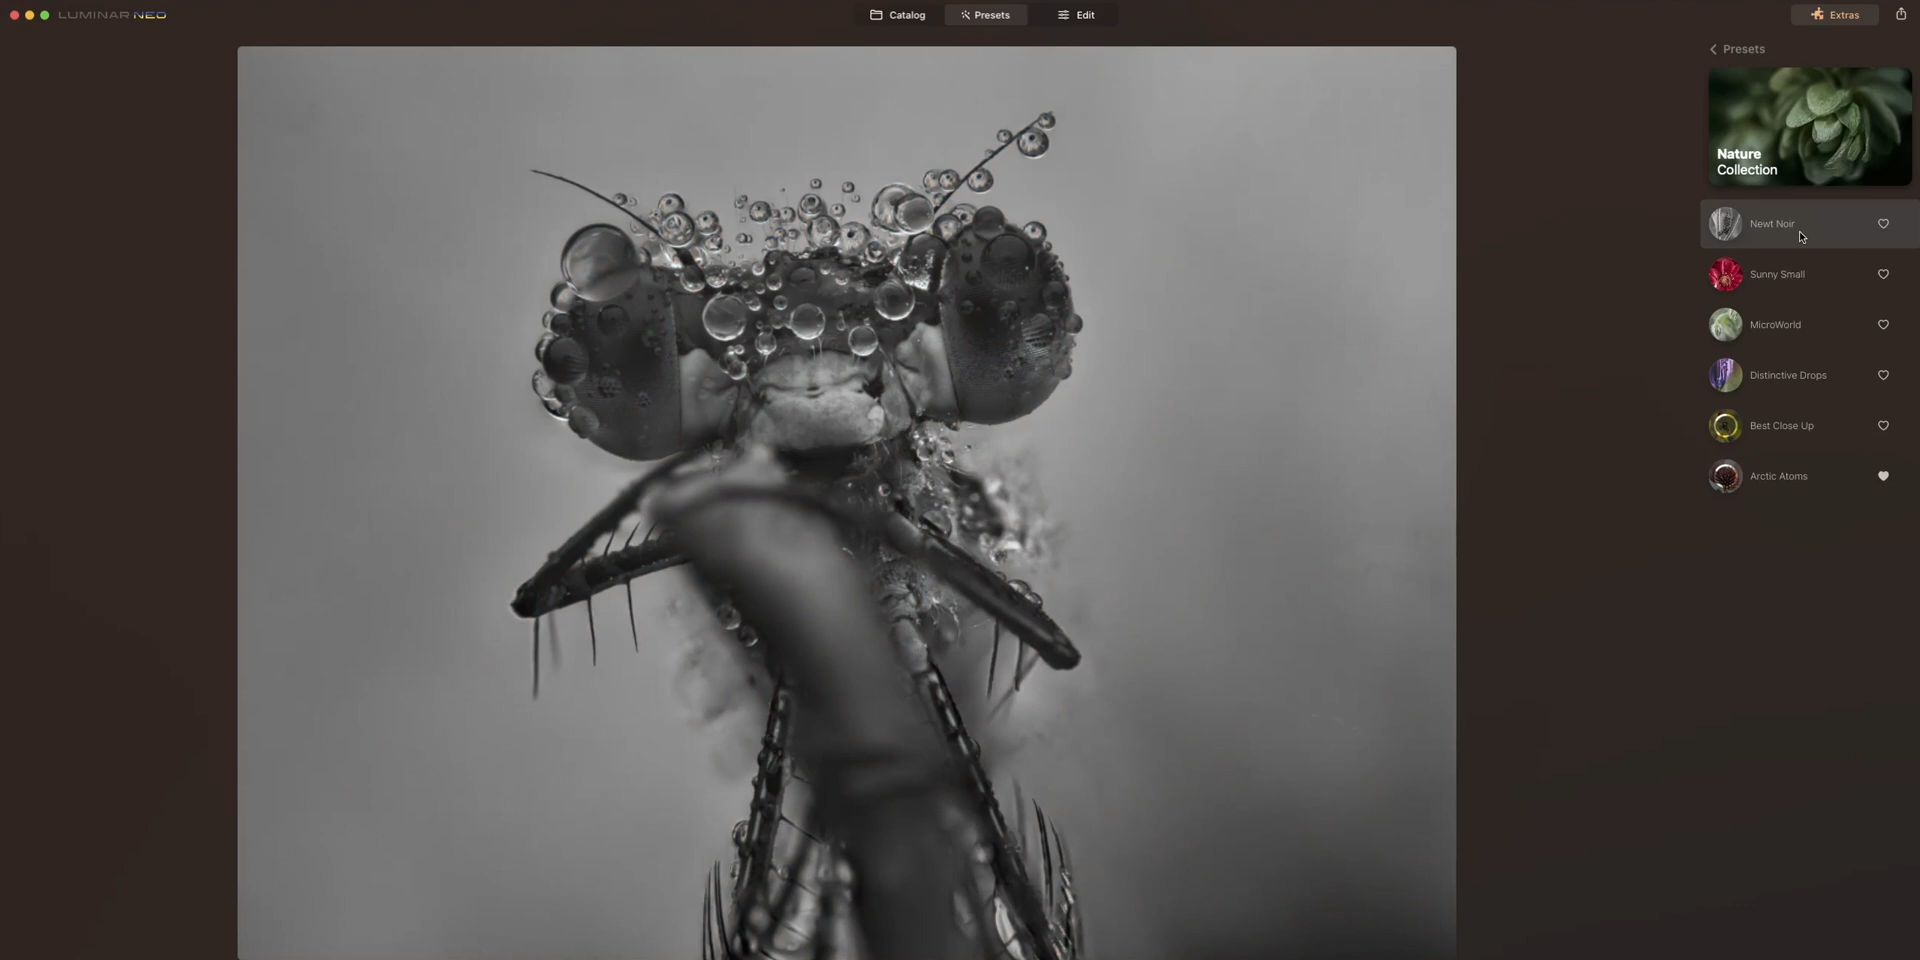 LUMINAR NEO
Catalog
Presets
Edit
Extras
Presets
Nature
Collection
Newt Noir
Sunny Small
MicroWorld
Distinctive Drops
Best Close Up
Arctic Atoms